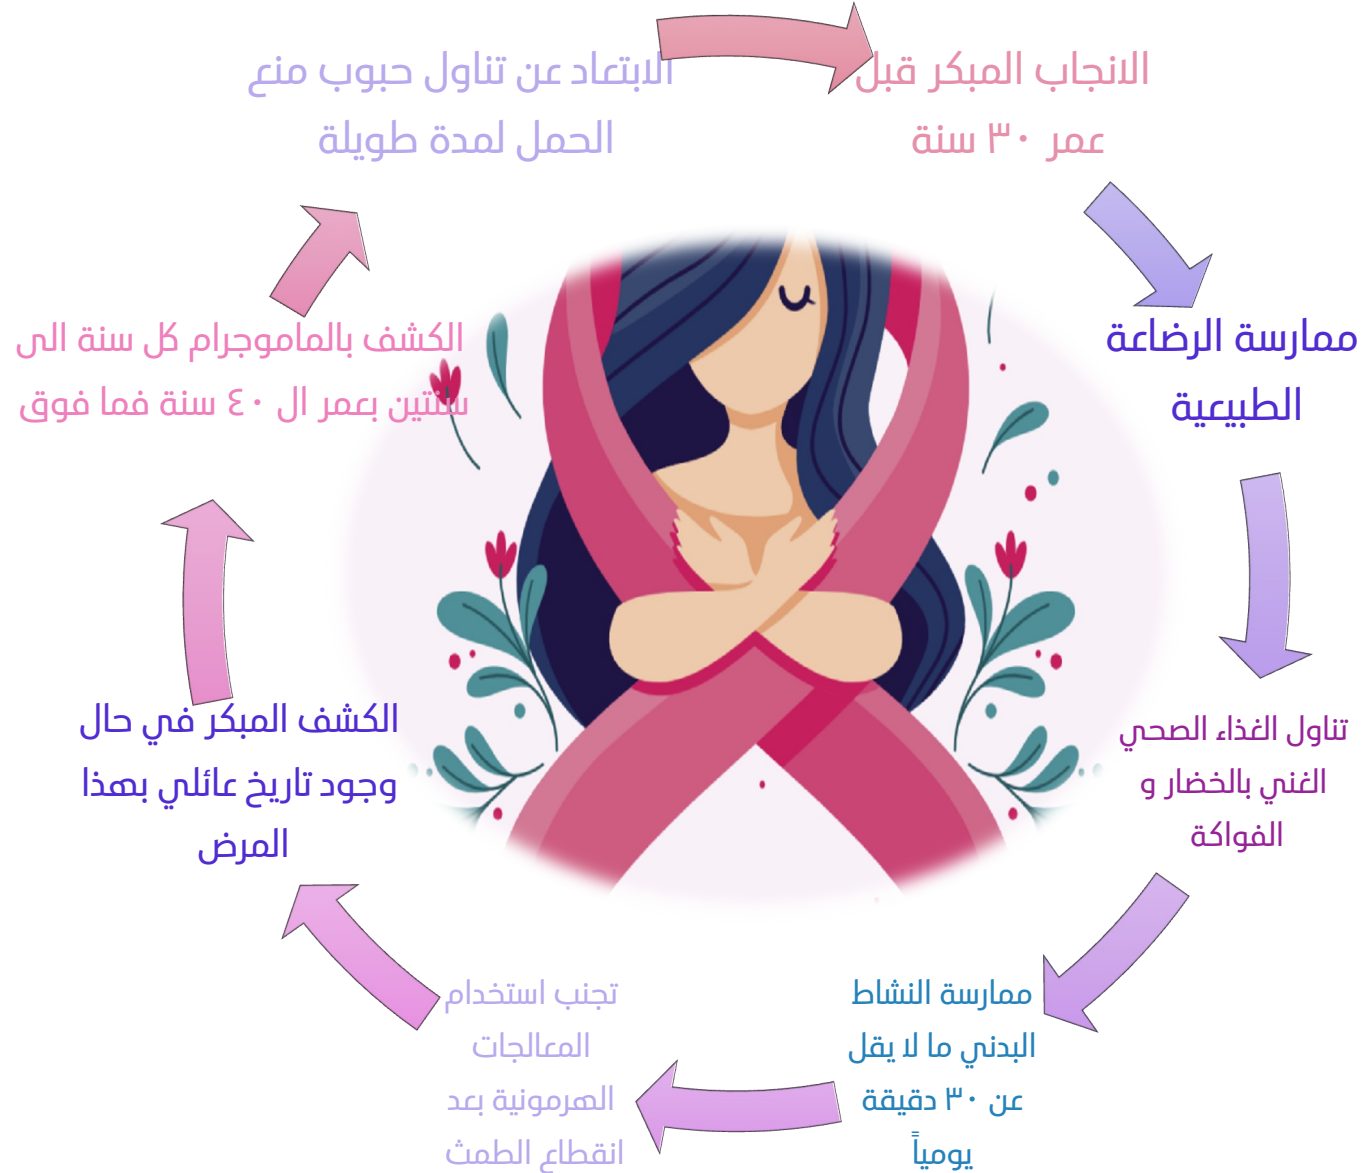 الانجاب المبكر قبل
عمر ٣٠ سنة
ممارسة الرضاعة
الطبيعية
تناول الغذاء الصحي
الغني بالخضار و
الفواكة
ممارسة النشاط
البدني ما لا يقل
عن ٣٠ دقيقة
يومياً
تجنب استخدام
المعالجات
الهرمونية بعد
انقطاع الطمث
الكشف المبكر في حال
وجود تاريخ عائلي بهذا
المرض
الكشف بالماموجرام كل سنة الى
سنتين بعمر ال ٤٠ سنة فما فوق
الابتعاد عن تناول حبوب منع
الحمل لمدة طويلة